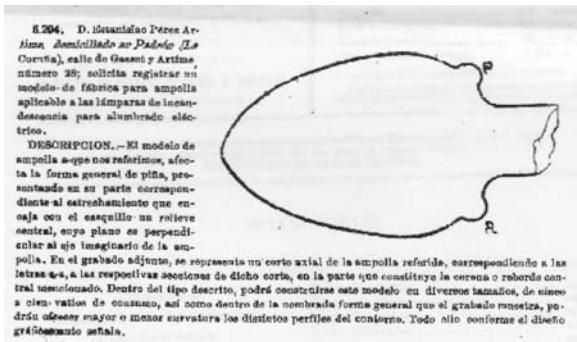 8.204. D. Estanislao Pérez Ar-
time, domiciliado en Padrón (La
Coruña), calle de Gasset y Artime,
número 28; solicita registrar un
modelo de fábrica para ampolla
aplicable a las lámparas de incan-
descencia para alumbrado eléc-
trico.
DESCRIPCION.—El modelo de
ampolla a que nos referimos, afec-
ta la forma general de piña, pre-
sentando en su parte correspon-
diente al estrechamiento que en-
caja con el casquillo un relieve
central, cuyo plano es perpendi-
cular al eje imaginario de la am-
polla. En el grabado adjunto, se representa un corte axial de la ampolla referida, correspondiendo a las
letras a-a, a las respectivas secciones de dicho corte, en la parte que constituye la corona o reborde cen-
tral mencionado. Dentro del tipo descrito, podrá construirse este modelo en diversos tamaños, de cinco
a cien vatios de consumo, así como dentro de la nombrada forma general que el grabado muestra, po-
drán ofrecer mayor o menor curvatura los distintos perfiles del contorno. Todo ello conforme el diseño
gráficamente señala.
a
a